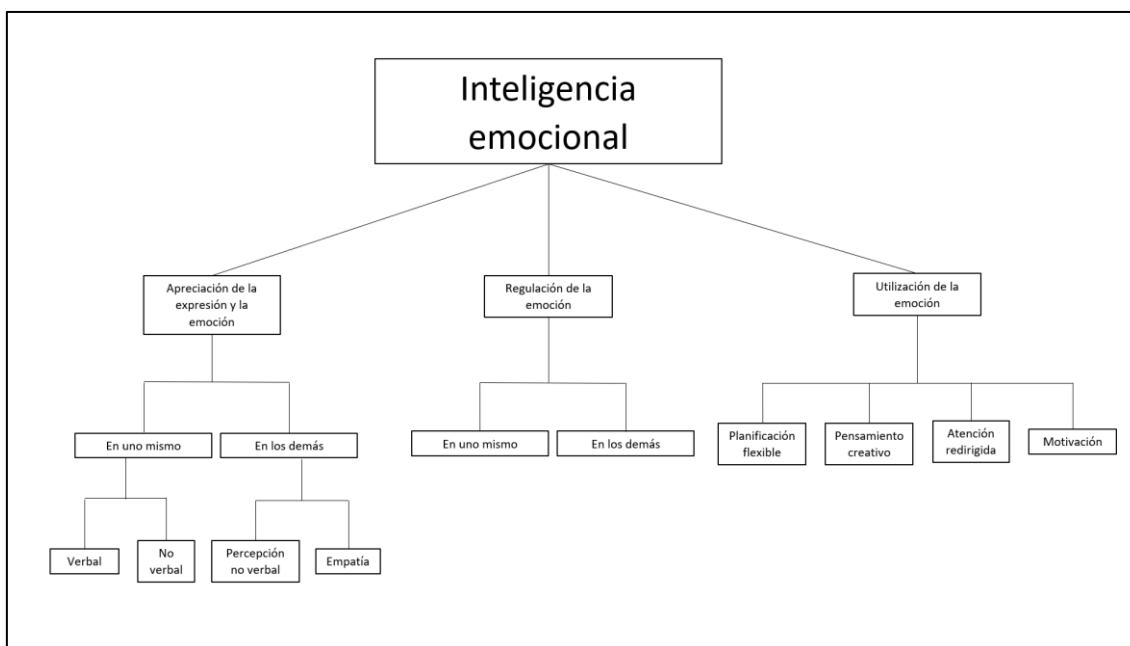 Inteligencia
emocional
Apreciación de la
expresión y la
emoción
Regulación de la
emoción
Utilización de la
emoción
En uno mismo
En los demás
En uno mismo
En los demás
Planificación
flexible
Pensamiento
creativo
Atención
redirigida
Motivación
Verbal
No
verbal
Percepción
no verbal
Empatía